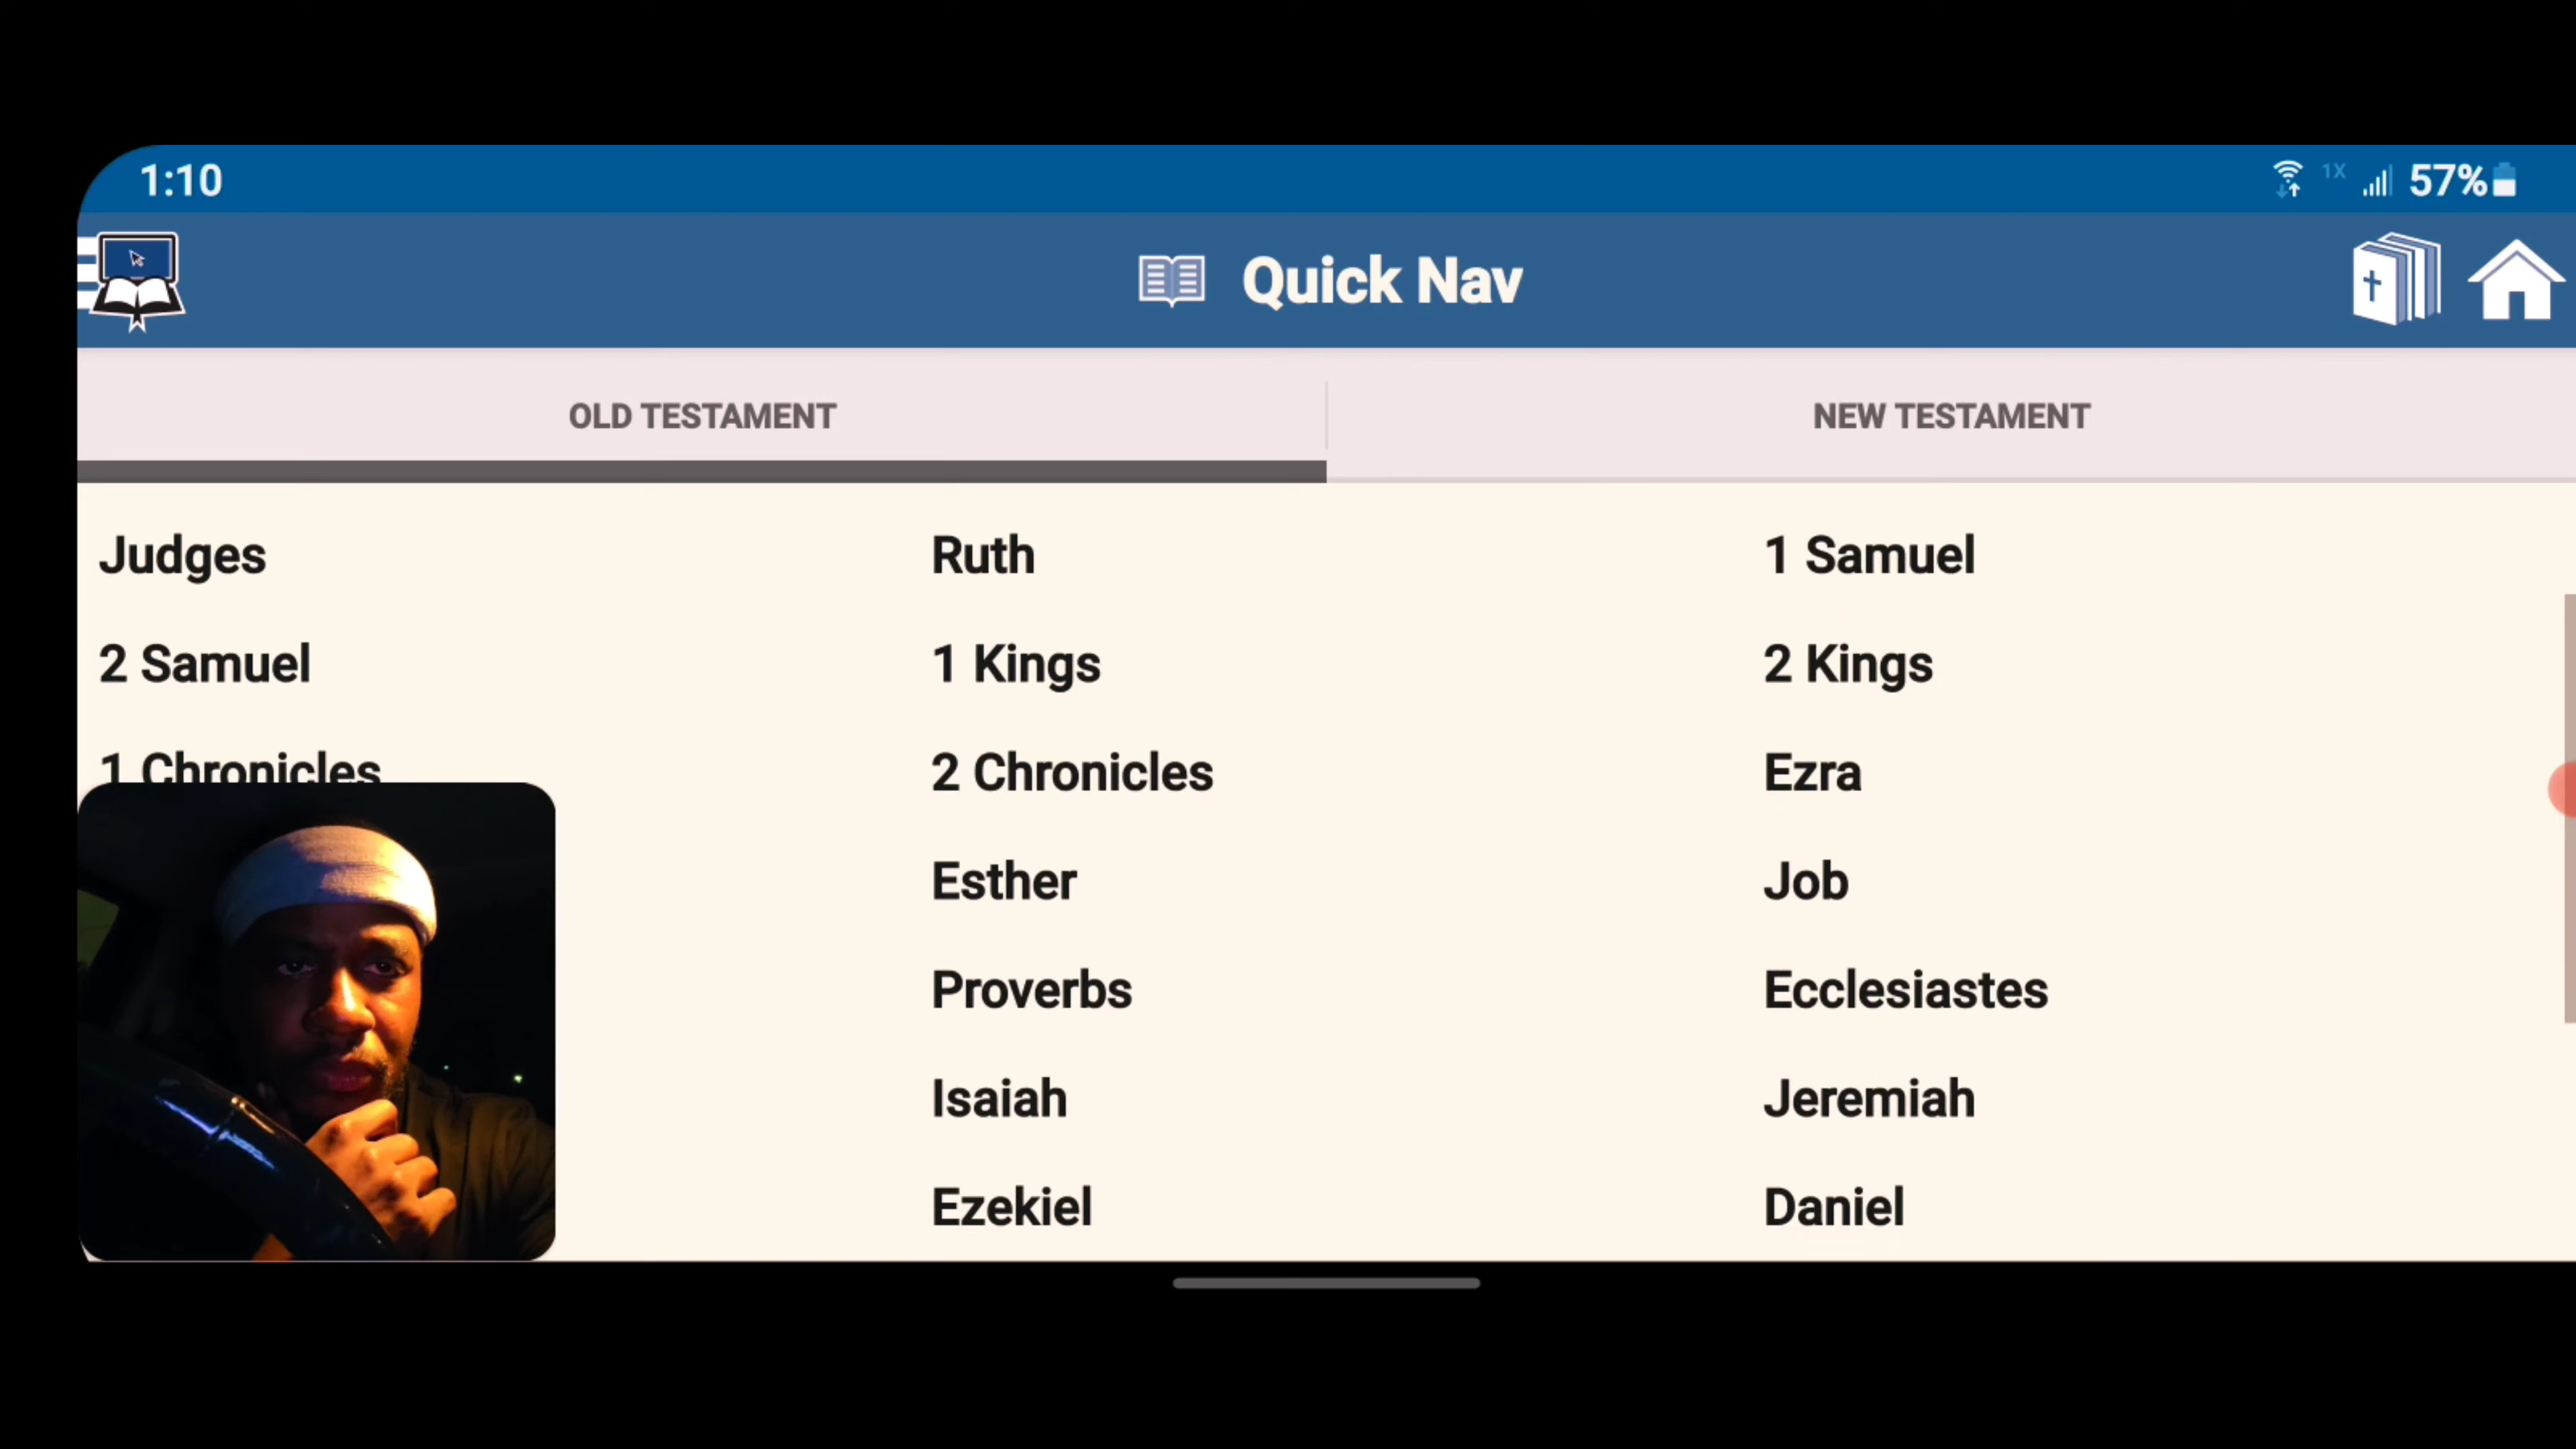 1:10 1X 57%
Quick Nav
OLD TESTAMENT NEW TESTAMENT
Judges Ruth 1 Samuel
2 Samuel 1 Kings 2 Kings
1 Chronicles 2 Chronicles Ezra
Esther Job
Proverbs Ecclesiastes
Isaiah Jeremiah
Ezekiel Daniel